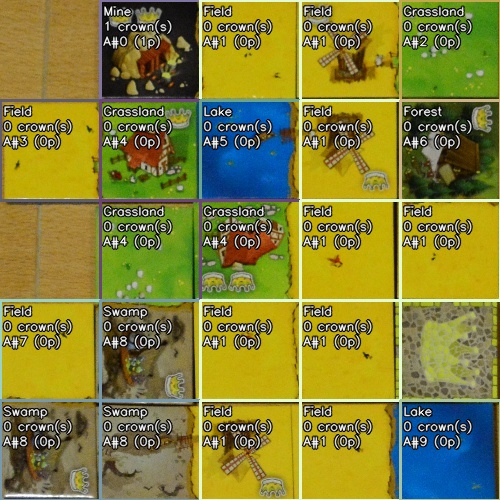 Mine
1 crown(s)
A#0 (1p)
Field
0 crown(s)
A#1 (0p)
Field
0 crown(s)
A#1 (0p)
Grassland
0 crown(s)
A#2 (0p)
Field
0 crown(s)
A#3 (0p)
Grassland
0 crown(s)
A#4 (0p)
Lake
0 crown(s)
A#5 (0p)
Field
0 crown(s)
A#1 (0p)
Forest
0 crown(s)
A#6 (0p)
Grassland
0 crown(s)
A#4 (0p)
Grassland
0 crown(s)
A#4 (0p)
Field
0 crown(s)
A#1 (0p)
Field
0 crown(s)
A#1 (0p)
Field
0 crown(s)
A#7 (0p)
Swamp
0 crown(s)
A#8 (0p)
Field
0 crown(s)
A#1 (0p)
Field
0 crown(s)
A#1 (0p)
Swamp
0 crown(s)
A#8 (0p)
Swamp
0 crown(s)
A#8 (0p)
Field
0 crown(s)
A#1 (0p)
Field
0 crown(s)
A#1 (0p)
Lake
0 crown(s)
A#9 (0p)